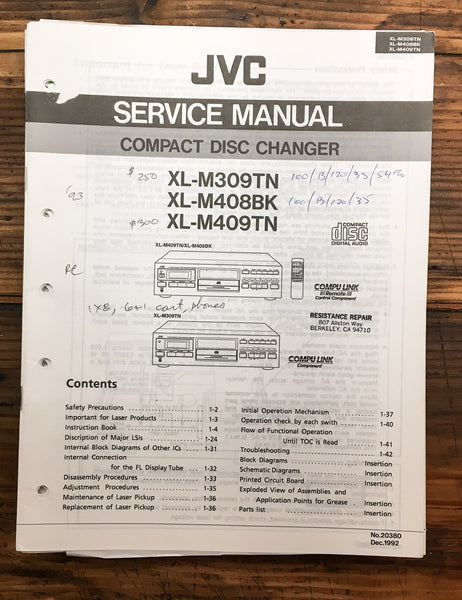 XL-M309TN
XL-M408BK
XL-M409TN
JVC
SERVICE MANUAL
COMPACT DISC CHANGER
$250 XL-M309TN 100/B/120/35/54%
'93 XL-M408BK 100/B/120/35
$300 XL-M409TN
COMPACT
disc
DIGITAL AUDIO
XL-M409TN/XL-M408BK
COMPU LINK
Remote
Control Component
1X8, 6+1 cart, phones
XL-M309TN
RESISTANCE REPAIR
807 Allston Way
BERKELEY, CA 94710
COMPU LINK
Component
Contents
Safety Precautions 1-2
Important for Laser Products 1-3
Instruction Book 1-4
Discription of Major LSIs 1-24
Internal Block Diagrams of Other ICs 1-31
Internal Connection
for the FL Display Tube 1-32
Disassembly Procedures 1-33
Adjustment Procedures 1-35
Maintenance of Laser Pickup 1-36
Replacement of Laser Pickup 1-36
Initial Operation Mechanism 1-37
Operation check by each swith 1-40
Flow of Functional Operation
Until TOC is Read 1-41
Troubleshooting 1-42
Block Diagrams Insertion
Schematic Diagrams Insertion
Printed Circuit Board Insertion
Exploded View of Assemblies and
Application Points for Grease Insertion
Parts list Insertion
No.20380
Dec.1992